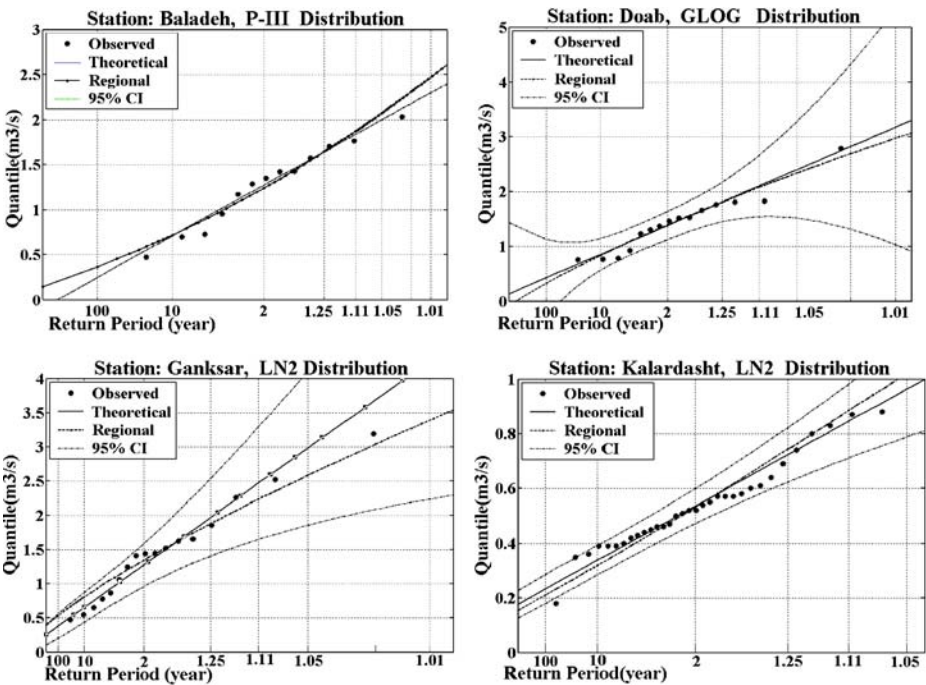 Station: Baladeh, P-III Distribution
3
2.5
2
1.5
1
0.5
0
Quantile(m3/s)
Observed
Theoretical
Regional
95% CI
100 10 2 1.25 1.11 1.05 1.01
Return Period (year)
Station: Doab, GLOG Distribution
5
4
3
2
1
0
Quantile(m3/s)
Observed
Theoretical
Regional
95% CI
100 10 2 1.25 1.11 1.05 1.01
Return Period (year)
Station: Ganksar, LN2 Distribution
4
3.5
3
2.5
2
1.5
1
0.5
0
Quantile(m3/s)
Observed
Theoretical
Regional
95% CI
100 10 2 1.25 1.11 1.05 1.01
Return Period (year)
Station: Kalardasht, LN2 Distribution
1
0.8
0.6
0.4
0.2
0
Quantile(m3/s)
Observed
Theoretical
Regional
95% CI
100 10 2 1.25 1.11 1.05
Return Period(year)